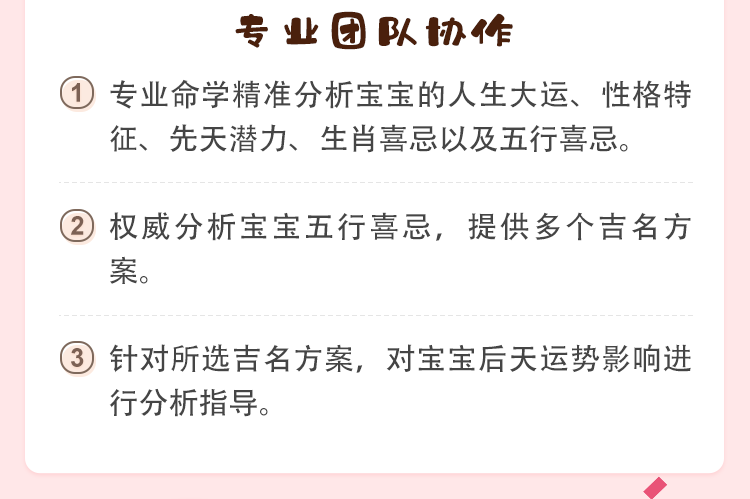 专业团队协作
1 专业命学精准分析宝宝的人生大运、性格特
征、先天潜力、生肖喜忌以及五行喜忌。
2 权威分析宝宝五行喜忌，提供多个吉名方
案。
3 针对所选吉名方案，对宝宝后天运势影响进
行分析指导。